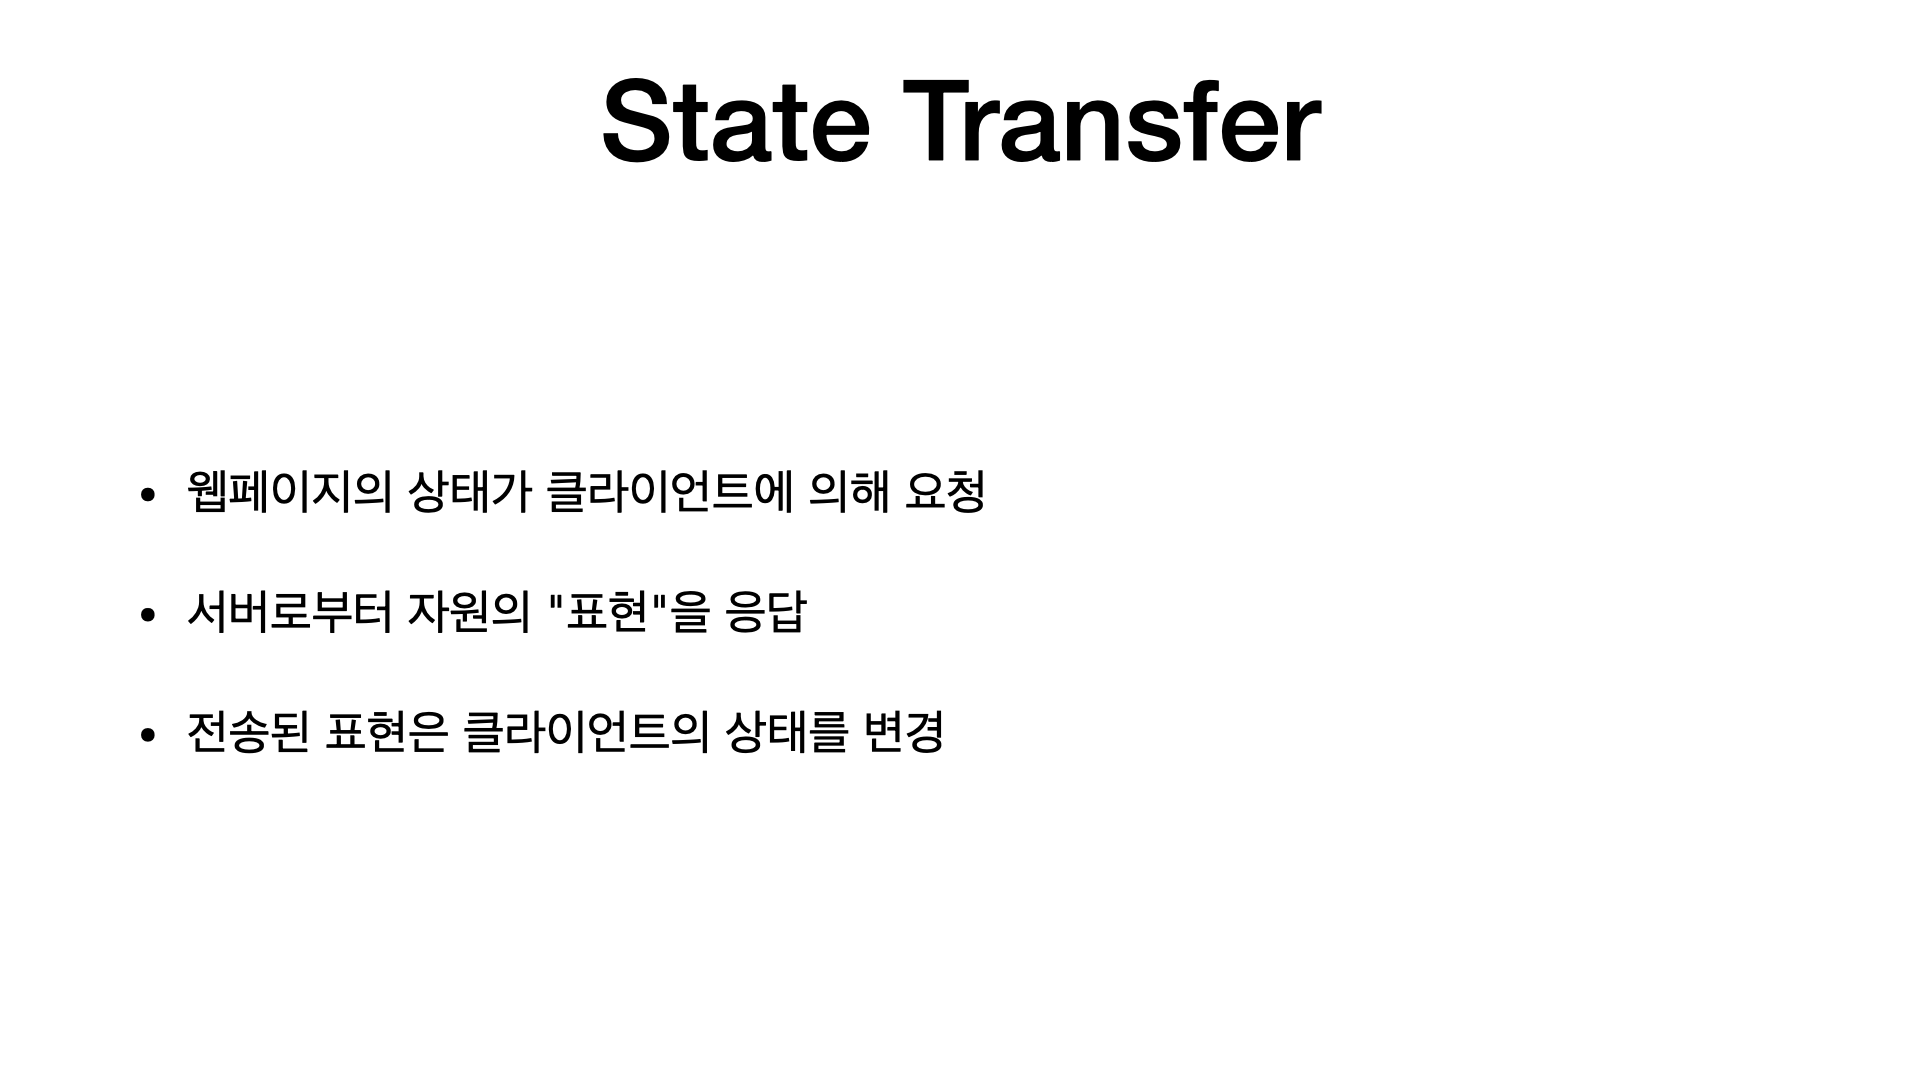 State Transfer
• 웹페이지의 상태가 클라이언트에 의해 요청
• 서버로부터 자원의 "표현"을 응답
• 전송된 표현은 클라이언트의 상태를 변경